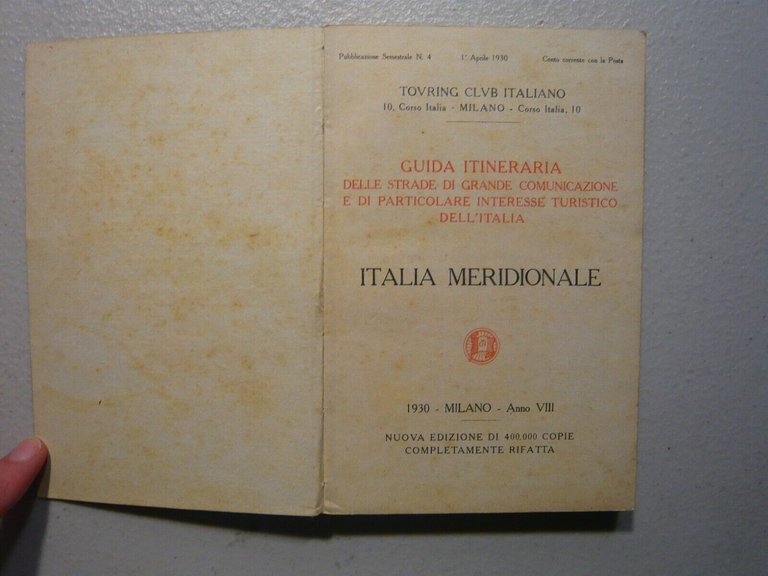 Pubblicazione Semestrale N. 4 1° Aprile 1930 Conto corrente con la Posta
TOVRING CLVB ITALIANO
10, Corso Italia - MILANO - Corso Italia, 10
GUIDA ITINERARIA
DELLE STRADE DI GRANDE COMUNICAZIONE
E DI PARTICOLARE INTERESSE TURISTICO
DELL'ITALIA
ITALIA MERIDIONALE
1930 - MILANO - Anno VIII
NUOVA EDIZIONE DI 400.000 COPIE
COMPLETAMENTE RIFATTA